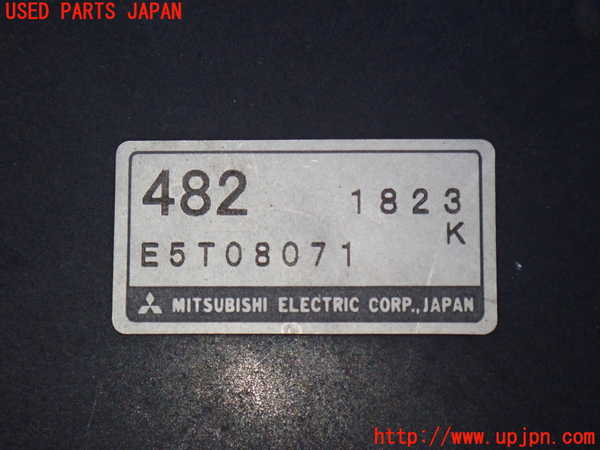 USED PARTS JAPAN
482 1823
K
E5T08071
MITSUBISHI ELECTRIC CORP., JAPAN
http://www.upjpn.com/